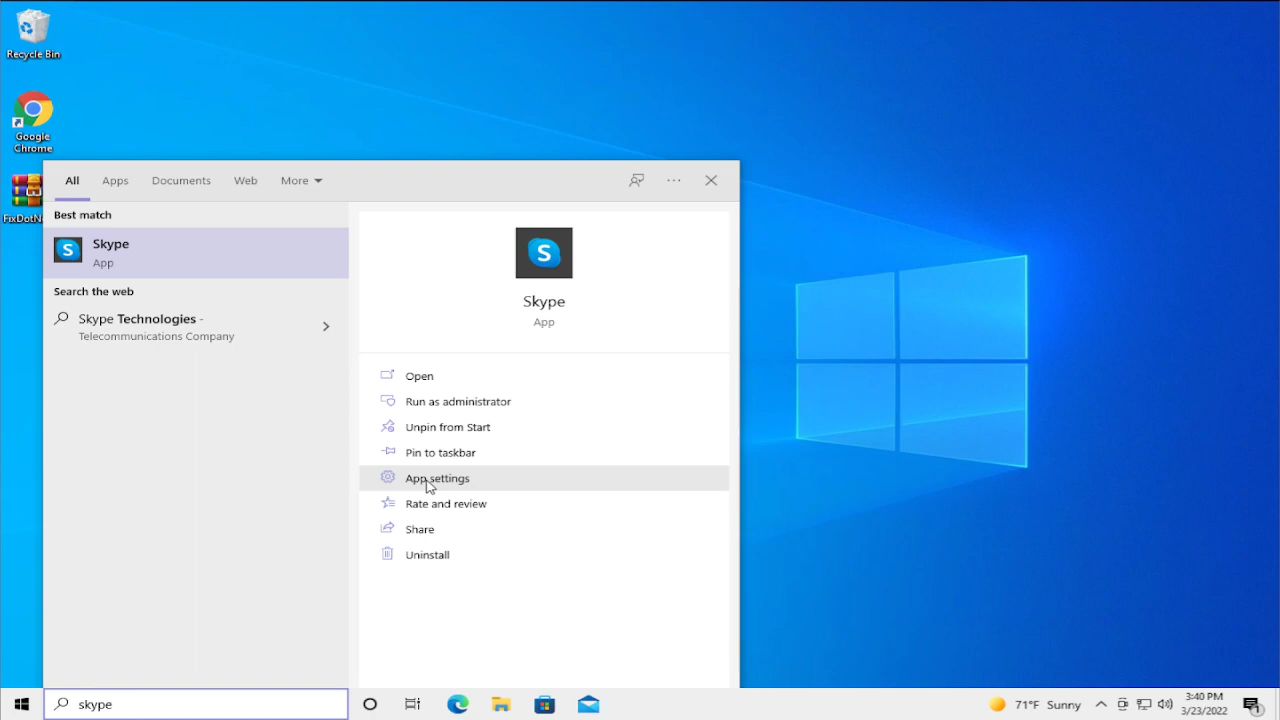 Recycle Bin
Google
Chrome
FixDotN
All
Apps
Documents
Web
More
Best match
Skype
App
Search the web
Skype Technologies -
Telecommunications Company
S
S
Skype
App
Open
Run as administrator
Unpin from Start
Pin to taskbar
App settings
Rate and review
Share
Uninstall
skype
71°F Sunny
3:40 PM
3/23/2022
1